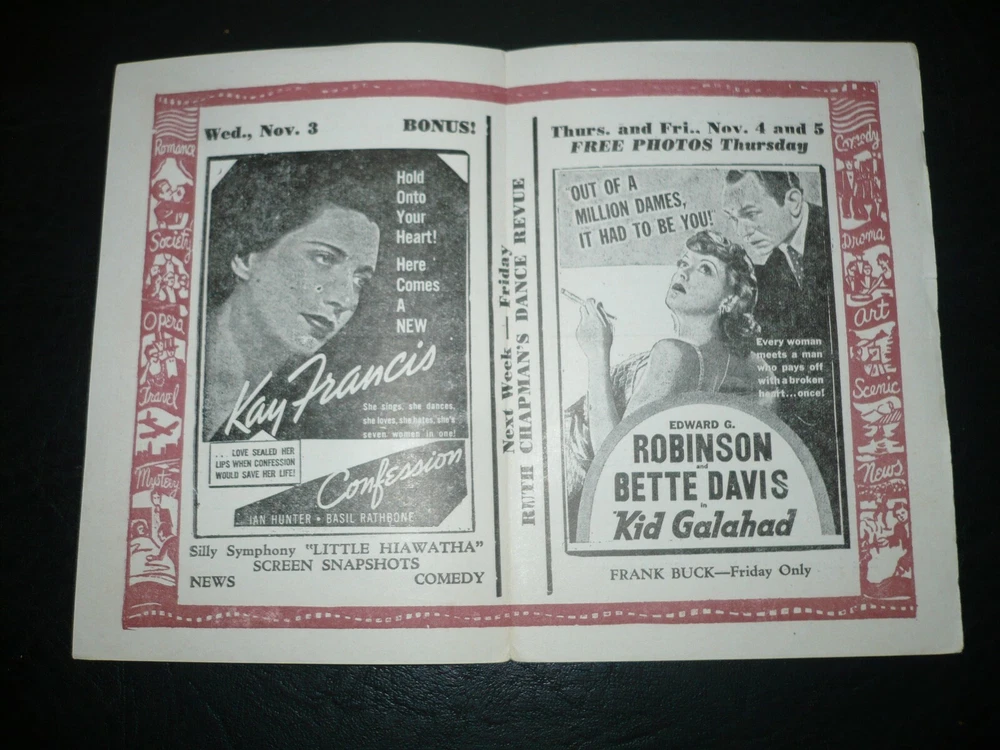 Romance
Society
Opera
Travel
Mystery
Wed., Nov. 3
BONUS!
Hold
Onto
Your
Heart!
Here
Comes
A
NEW
Kay Francis
She sings, she dances,
she loves, she hates, she's
seven women in one!
... LOVE SEALED HER
LIPS WHEN CONFESSION
WOULD SAVE HER LIFE!
Confession
IAN HUNTER • BASIL RATHBONE
Silly Symphony "LITTLE HIAWATHA"
SCREEN SNAPSHOTS
NEWS COMEDY
Next Week — Friday
RUTH CHAPMAN'S DANCE REVUE
Thurs. and Fri.. Nov. 4 and 5
FREE PHOTOS Thursday
"OUT OF A
MILLION DAMES,
IT HAD TO BE YOU!"
Every woman
meets a man
who pays off
with a broken
heart...once!
EDWARD G.
ROBINSON
and
BETTE DAVIS
in
Kid Galahad
FRANK BUCK—Friday Only
Comedy
Drama
Art
Scenic
News